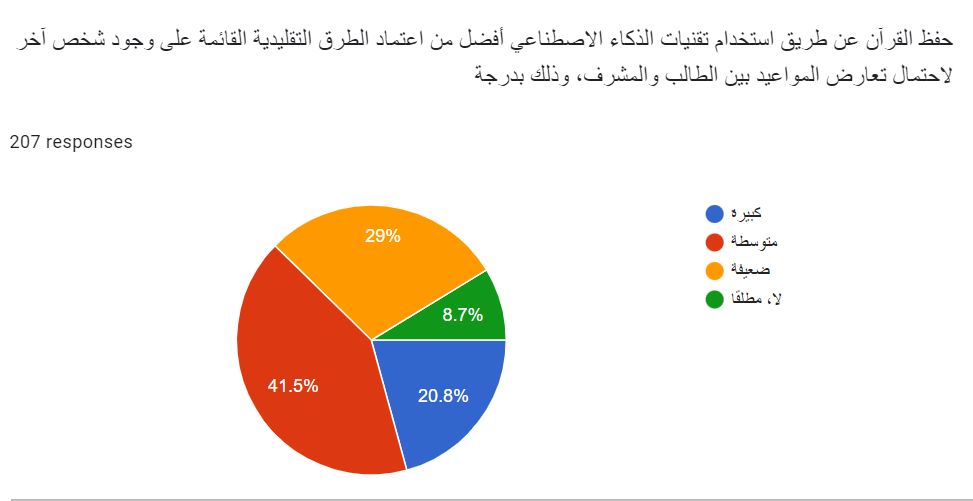 حفظ القرآن عن طريق استخدام تقنيات الذكاء الاصطناعي أفضل من اعتماد الطرق التقليدية القائمة على وجود شخص آخر
لاحتمال تعارض المواعيد بين الطالب والمشرف، وذلك بدرجة
207 responses
كبيرة
متوسطة
ضعيفة
لا، مطلقًا
29%
8.7%
41.5%
20.8%